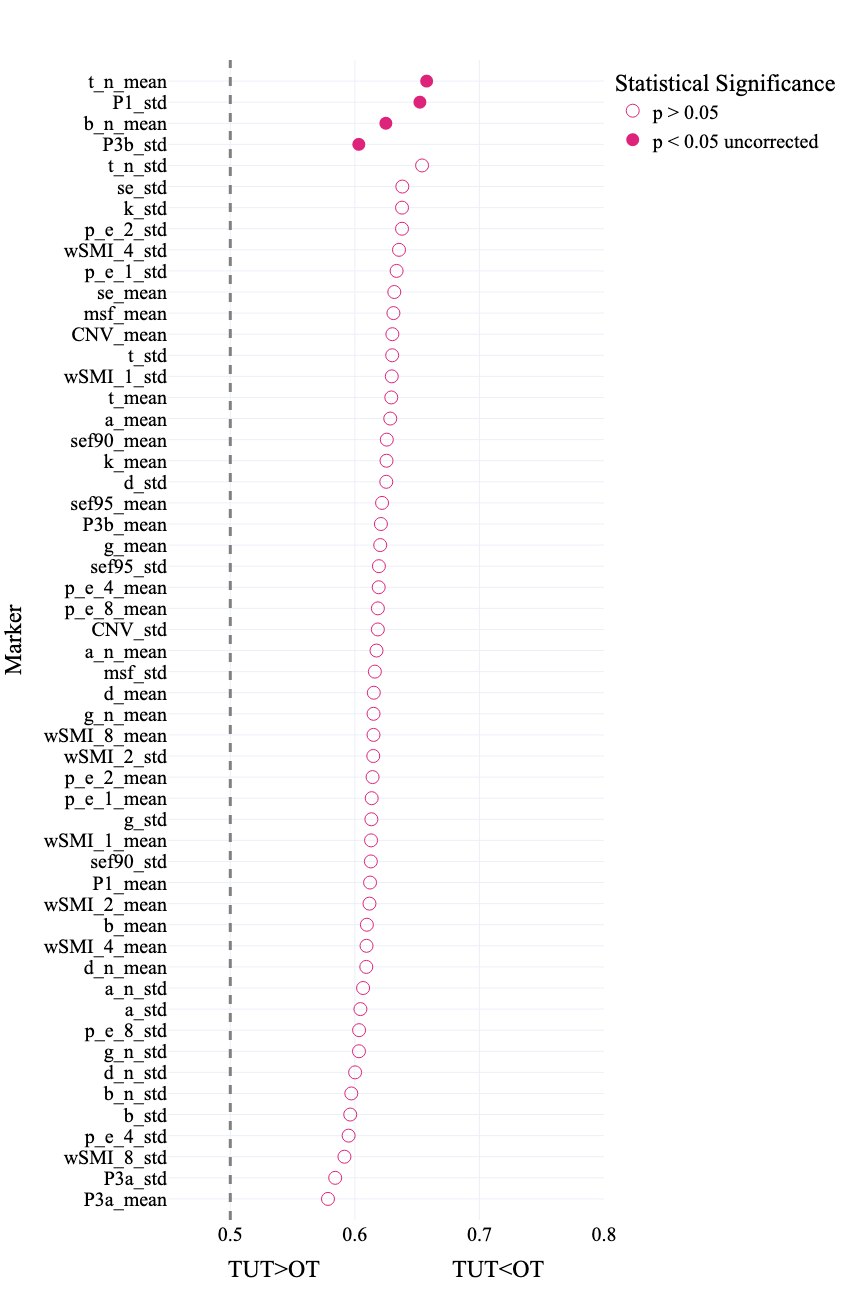 Statistical Significance
p > 0.05
p < 0.05 uncorrected
Marker
t_n_mean
P1_std
b_n_mean
P3b_std
t_n_std
se_std
k_std
p_e_2_std
wSMI_4_std
p_e_1_std
se_mean
msf_mean
CNV_mean
t_std
wSMI_1_std
t_mean
a_mean
sef90_mean
k_mean
d_std
sef95_mean
P3b_mean
g_mean
sef95_std
p_e_4_mean
p_e_8_mean
CNV_std
a_n_mean
msf_std
d_mean
g_n_mean
wSMI_8_mean
wSMI_2_std
p_e_2_mean
p_e_1_mean
g_std
wSMI_1_mean
sef90_std
P1_mean
wSMI_2_mean
b_mean
wSMI_4_mean
d_n_mean
a_n_std
a_std
p_e_8_std
g_n_std
d_n_std
b_n_std
b_std
p_e_4_std
wSMI_8_std
P3a_std
P3a_mean
0.5 0.6 0.7 0.8
TUT>OT TUT<OT